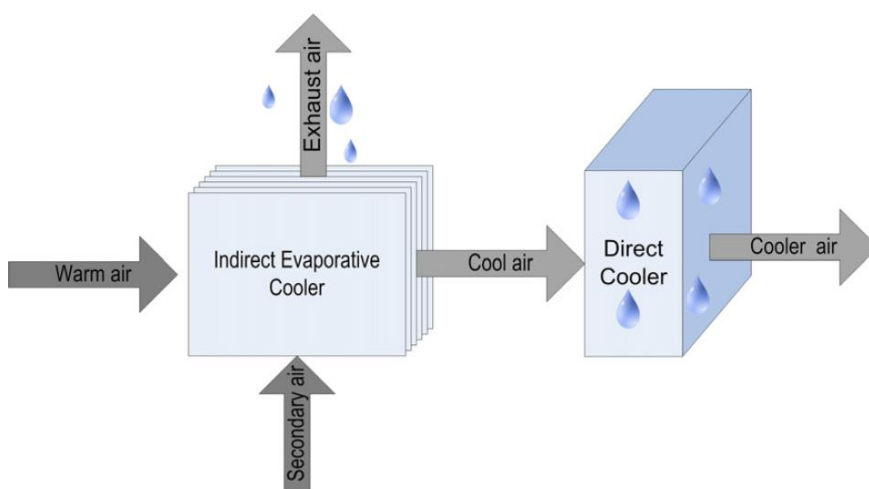 Exhaust air
Warm air
Indirect Evaporative
Cooler
Cool air
Direct
Cooler
Cooler air
Secondary air